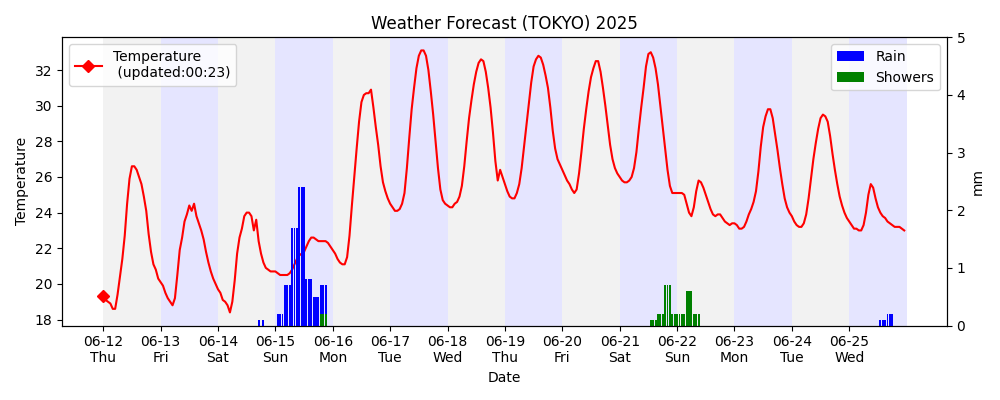 Weather Forecast (TOKYO) 2025
Temperature
(updated:00:23)
Rain
Showers
Temperature
32
30
28
26
24
22
20
18
5
4
3
2
1
0
mm
06-12 06-13 06-14 06-15 06-16 06-17 06-18 06-19 06-20 06-21 06-22 06-23 06-24 06-25
Thu Fri Sat Sun Mon Tue Wed Thu Fri Sat Sun Mon Tue Wed
Date